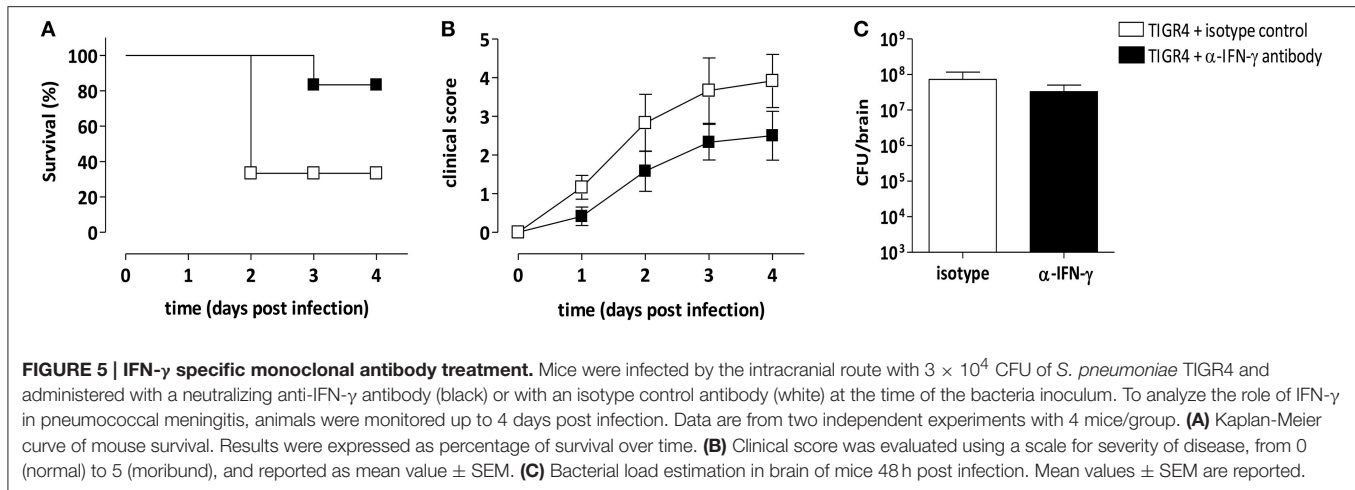 A
Survival (%)
100
80
60
40
20
0
0 1 2 3 4
time (days post infection)
B
clinical score
5
4
3
2
1
0
0 1 2 3 4
time (days post infection)
C
CFU/brain
10⁹
10⁸
10⁷
10⁶
10⁵
10⁴
10³
isotype α-IFN-γ
TIGR4 + isotype control
TIGR4 + α-IFN-γ antibody
FIGURE 5 | IFN-γ specific monoclonal antibody treatment. Mice were infected by the intracranial route with 3 × 10⁴ CFU of S. pneumoniae TIGR4 and
administered with a neutralizing anti-IFN-γ antibody (black) or with an isotype control antibody (white) at the time of the bacteria inoculum. To analyze the role of IFN-γ
in pneumococcal meningitis, animals were monitored up to 4 days post infection. Data are from two independent experiments with 4 mice/group. (A) Kaplan-Meier
curve of mouse survival. Results were expressed as percentage of survival over time. (B) Clinical score was evaluated using a scale for severity of disease, from 0
(normal) to 5 (moribund), and reported as mean value ± SEM. (C) Bacterial load estimation in brain of mice 48 h post infection. Mean values ± SEM are reported.